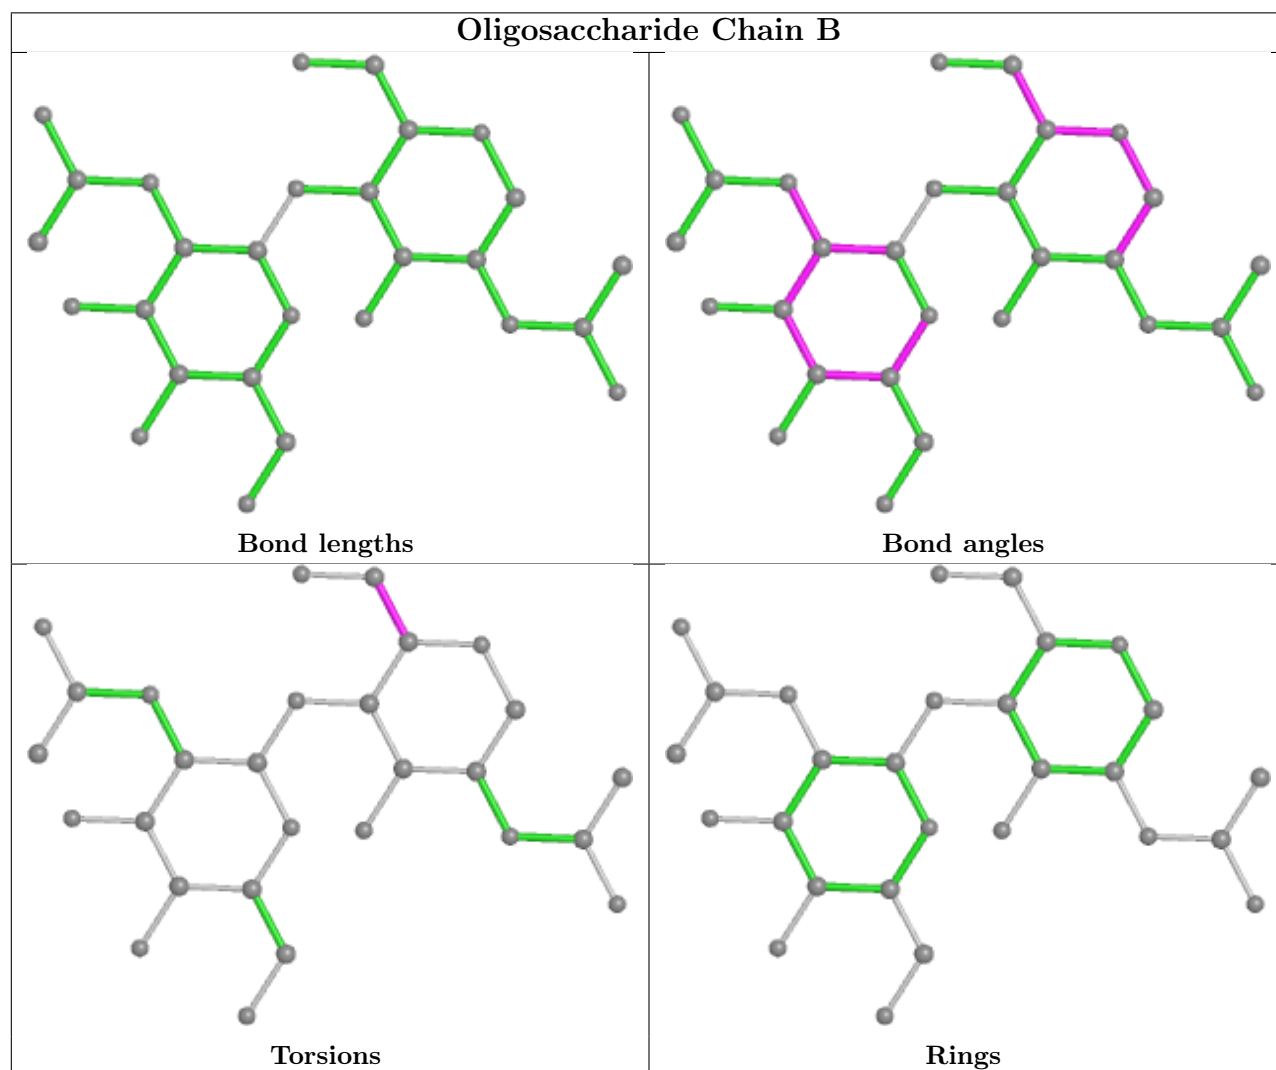 Oligosaccharide Chain B
Bond lengths
Bond angles
Torsions
Rings